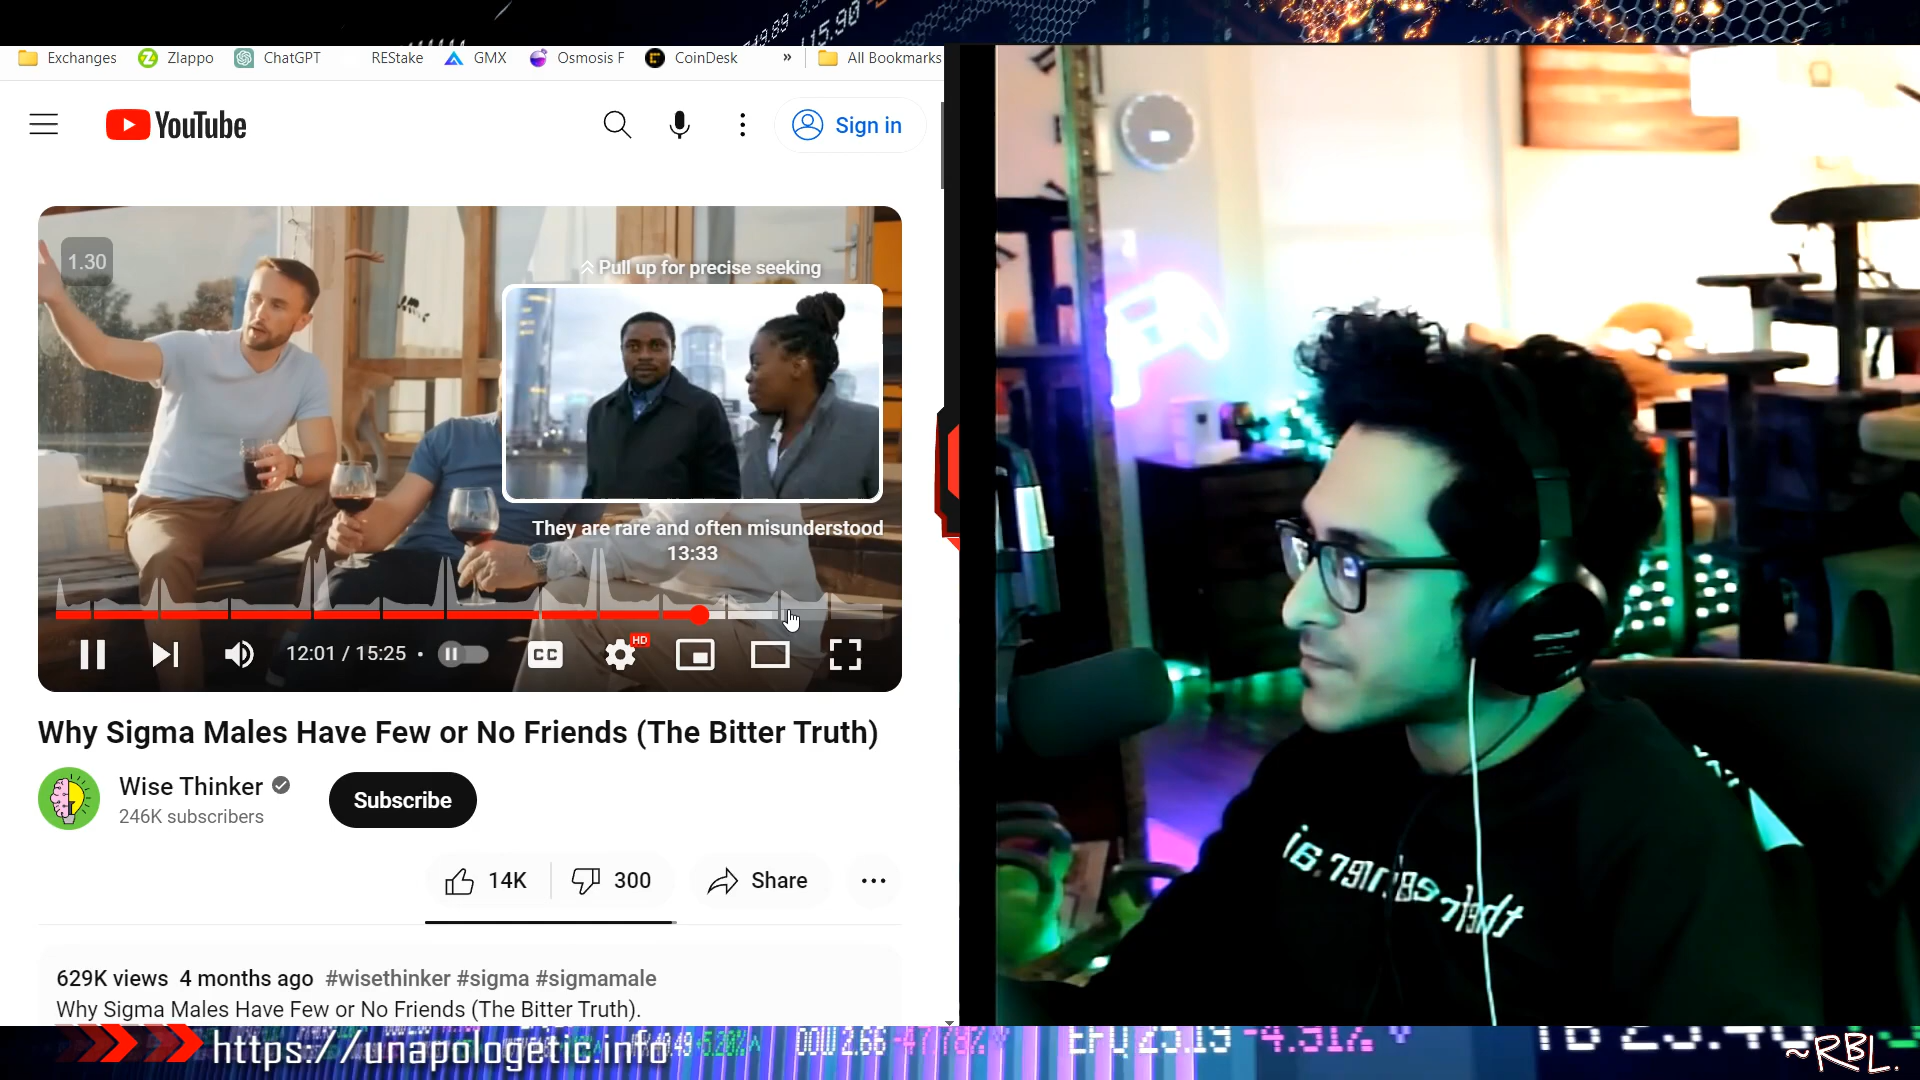 15.90
Exchanges
Zlappo
ChatGPT
REStake
GMX
Osmosis F
CoinDesk
»
All Bookmarks
YouTube
Sign in
1.30
Pull up for precise seeking
They are rare and often misunderstood
13:33
12:01 / 15:25
HD
CC
Why Sigma Males Have Few or No Friends (The Bitter Truth)
Wise Thinker
246K subscribers
Subscribe
14K
300
Share
629K views 4 months ago #wisethinker #sigma #sigmamale
Why Sigma Males Have Few or No Friends (The Bitter Truth).
https://unapologetic.info
~RBL.